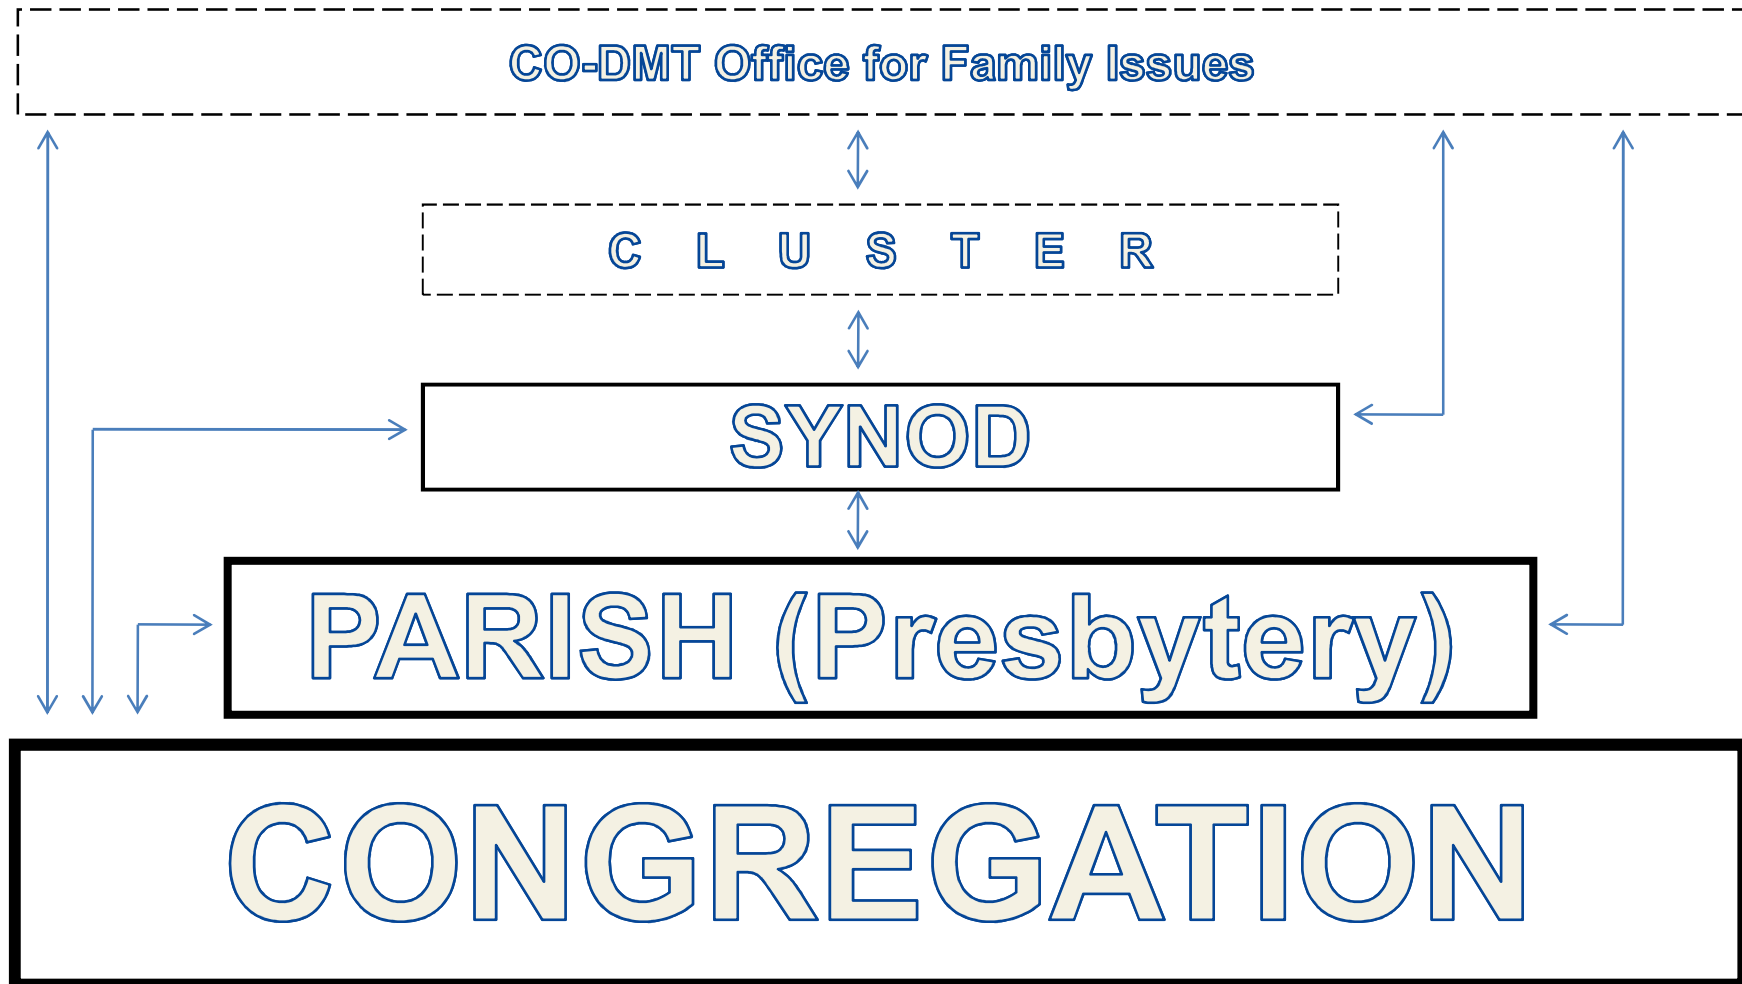 CO-DMT Office for Family Issues
C L U S T E R
SYNOD
PARISH (Presbytery)
CONGREGATION